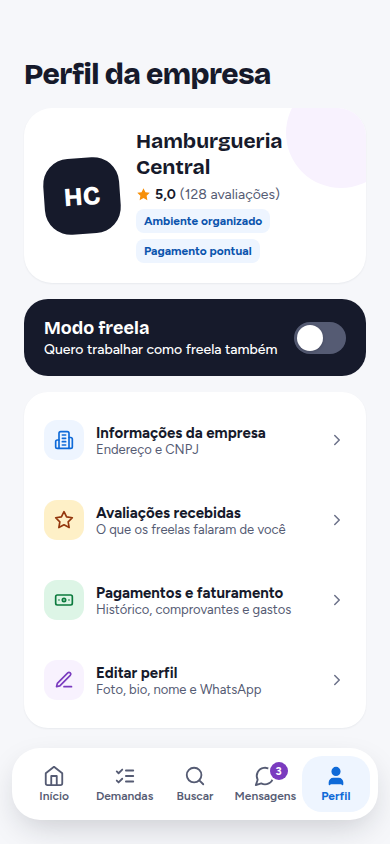 Perfil da empresa
HC
Hamburgueria
Central
5,0 (128 avaliações)
Ambiente organizado
Pagamento pontual
Modo freela
Quero trabalhar como freela também
Informações da empresa
Endereço e CNPJ
Avaliações recebidas
O que os freelas falaram de você
Pagamentos e faturamento
Histórico, comprovantes e gastos
Editar perfil
Foto, bio, nome e WhatsApp
3
Início
Demandas
Buscar
Mensagens
Perfil